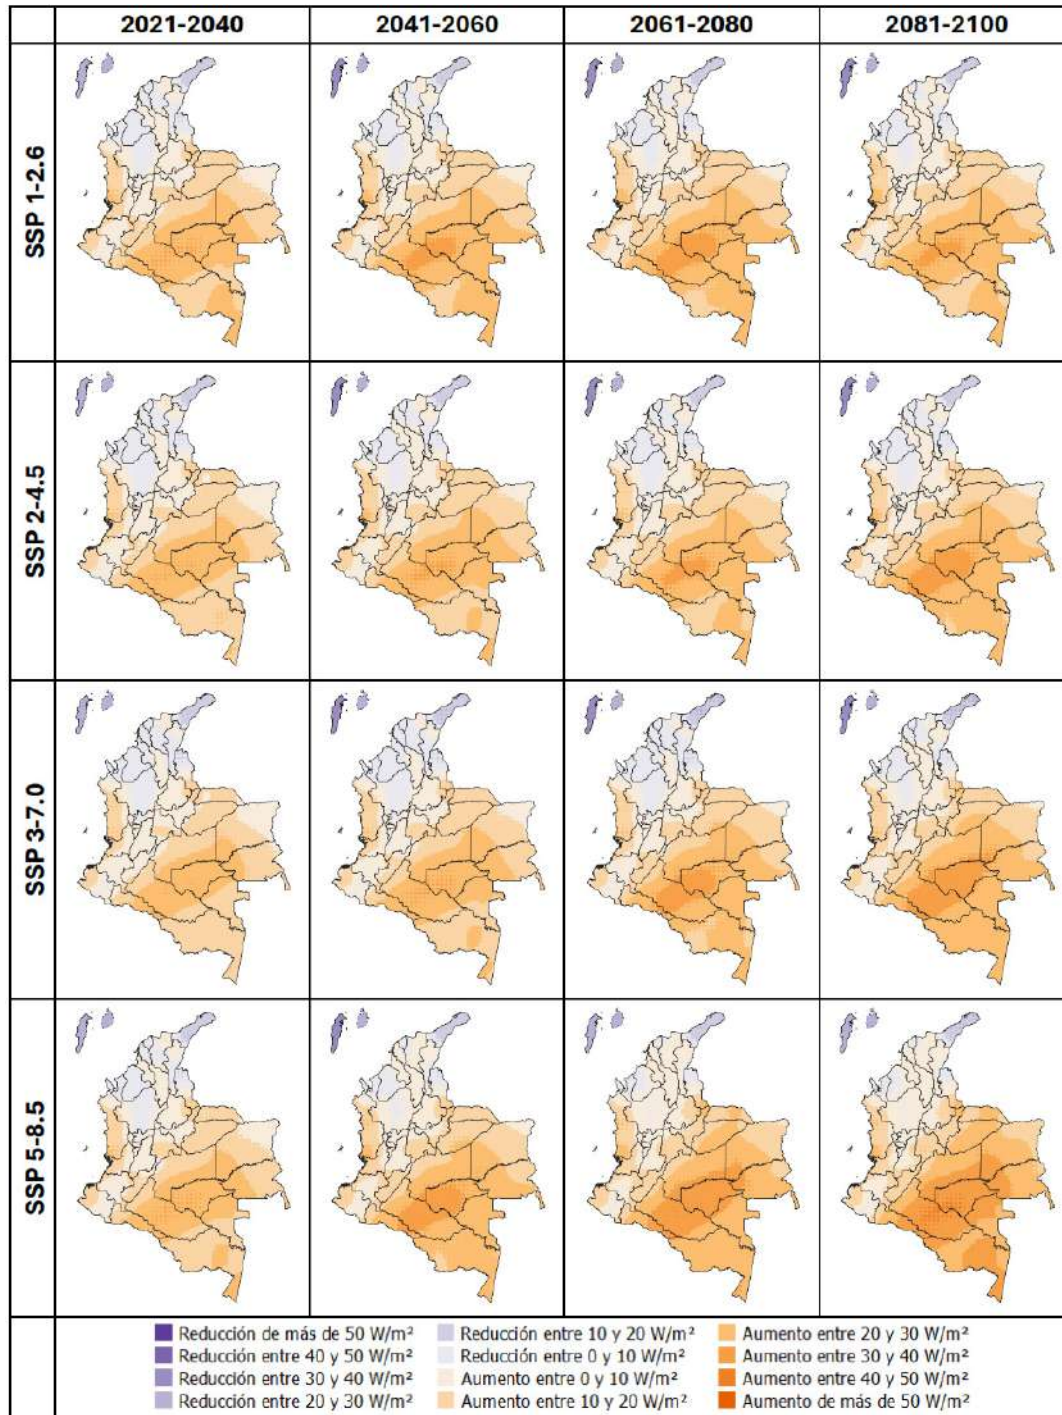 2021-2040 2041-2060 2061-2080 2081-2100
SSP 1-2.6
SSP 2-4.5
SSP 3-7.0
SSP 5-8.5
Reducción de más de 50 W/m² Reducción entre 10 y 20 W/m² Aumento entre 20 y 30 W/m²
Reducción entre 40 y 50 W/m² Reducción entre 0 y 10 W/m² Aumento entre 30 y 40 W/m²
Reducción entre 30 y 40 W/m² Aumento entre 0 y 10 W/m² Aumento entre 40 y 50 W/m²
Reducción entre 20 y 30 W/m² Aumento entre 10 y 20 W/m² Aumento de más de 50 W/m²